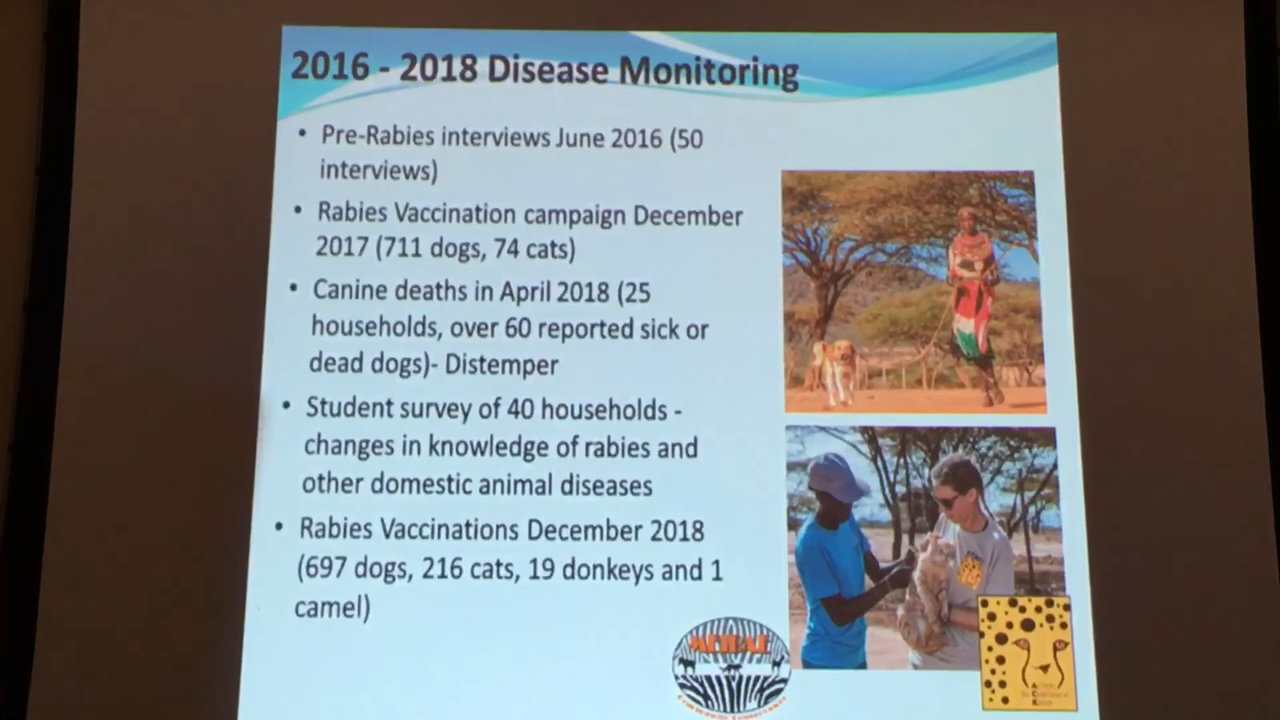 2016 - 2018 Disease Monitoring
• Pre-Rabies interviews June 2016 (50
interviews)
• Rabies Vaccination campaign December
2017 (711 dogs, 74 cats)
• Canine deaths in April 2018 (25
households, over 60 reported sick or
dead dogs)- Distemper
• Student survey of 40 households -
changes in knowledge of rabies and
other domestic animal diseases
• Rabies Vaccinations December 2018
(697 dogs, 216 cats, 19 donkeys and 1
camel)